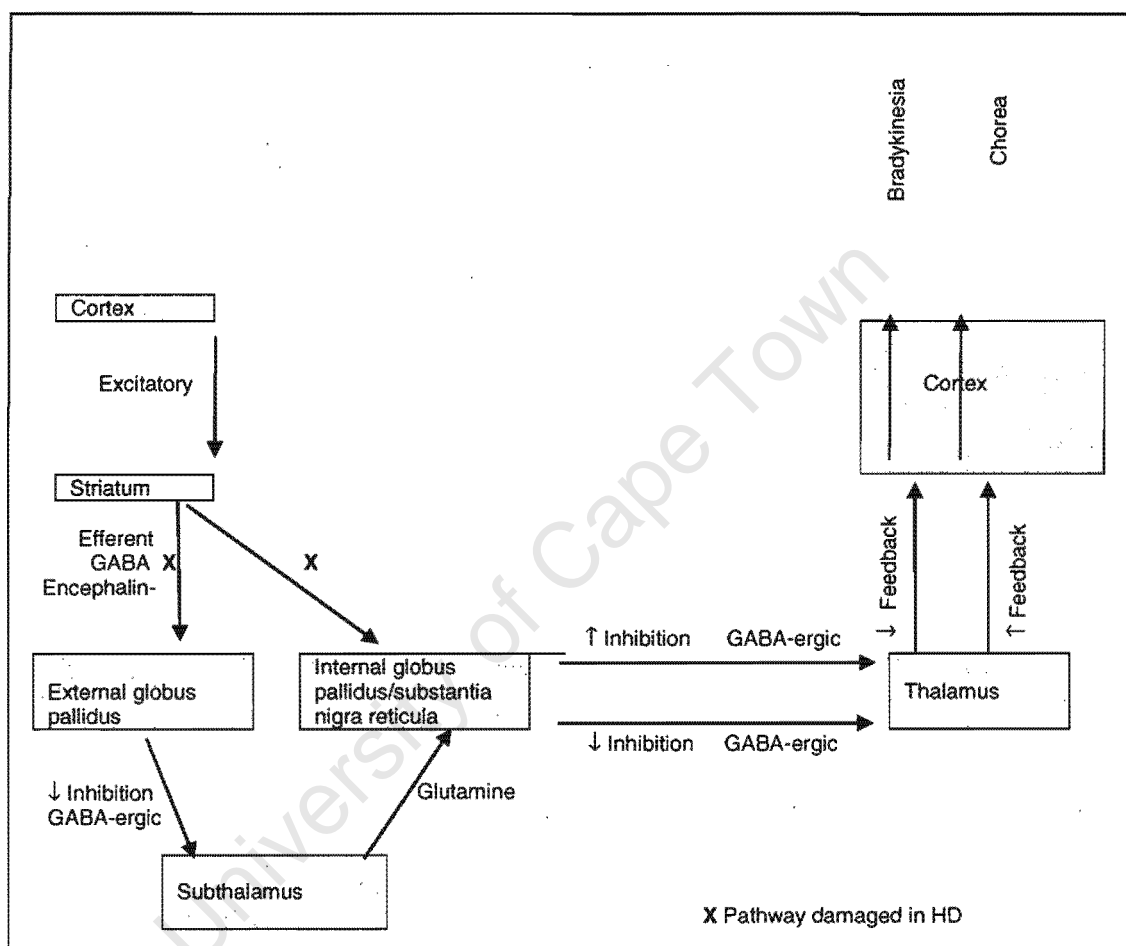 Bradykinesia
Chorea
Cortex
Excitatory
Cortex
Striatum
Efferent
GABA
X
X
Encephalin-
↓ Feedback
↑ Feedback
↑ Inhibition GABA-ergic
External globus
pallidus
Internal globus
pallidus/substantia
nigra reticula
Thalamus
↓ Inhibition GABA-ergic
↓ Inhibition
GABA-ergic
Glutamine
Subthalamus
X Pathway damaged in HD
University of Cape Town